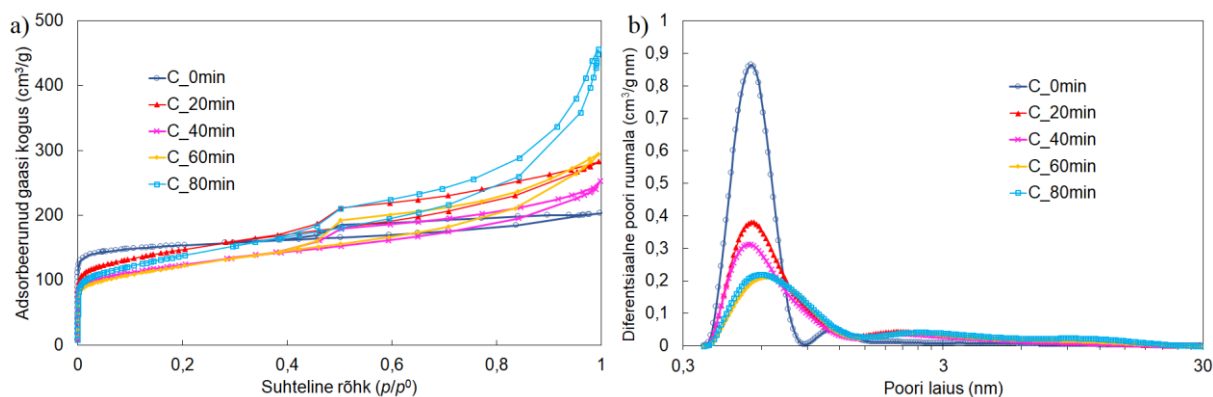 a)
Adsorbeerunud gaasi kogus (cm³/g)
500
400
300
200
100
0
C_0min
C_20min
C_40min
C_60min
C_80min
0
0,2
0,4
0,6
0,8
1
Suhteline rõhk (p/p⁰)
b)
Diferentsiaalne poori ruumala (cm³/g nm)
1
0,9
0,8
0,7
0,6
0,5
0,4
0,3
0,2
0,1
0
C_0min
C_20min
C_40min
C_60min
C_80min
0,3
3
30
Poori laius (nm)